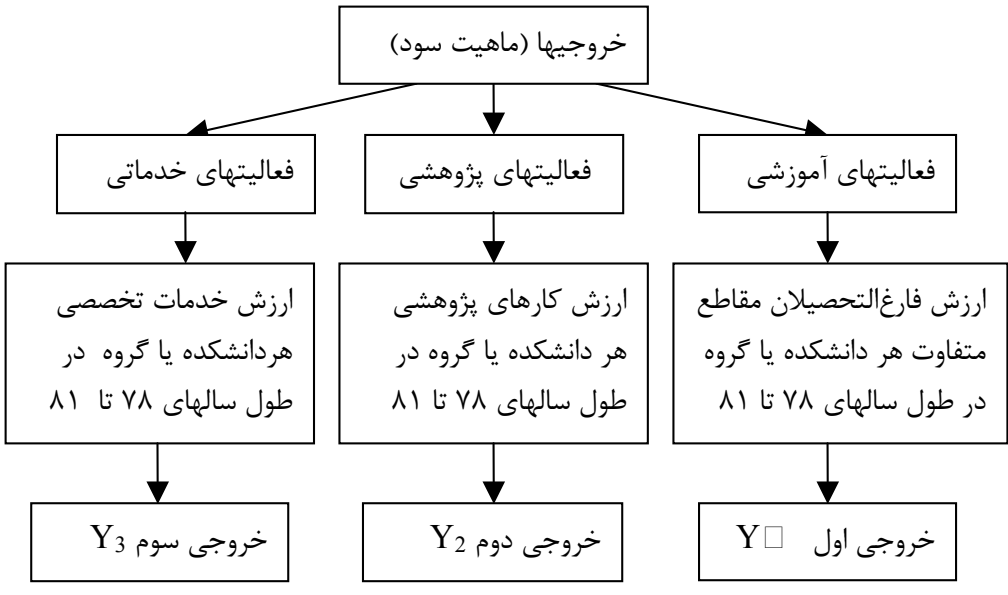 خروجیها (ماهیت سود)
فعالیتهای آموزشی
فعالیتهای پژوهشی
فعالیتهای خدماتی
ارزش فارغ‌التحصیلان مقاطع
متفاوت هر دانشکده یا گروه
در طول سالهای ۷۸ تا ۸۱
ارزش کارهای پژوهشی
هر دانشکده یا گروه در
طول سالهای ۷۸ تا ۸۱
ارزش خدمات تخصصی
هردانشکده یا گروه در
طول سالهای ۷۸ تا ۸۱
خروجی اول Y□
خروجی دوم Y2
خروجی سوم Y3